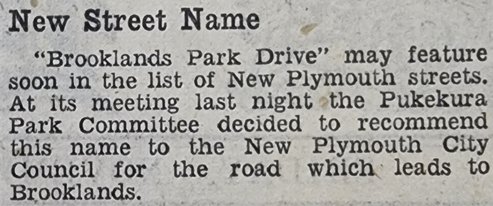 New Street Name
"Brooklands Park Drive" may feature
soon in the list of New Plymouth streets.
At its meeting last night the Pukekura
Park Committee decided to recommend
this name to the New Plymouth City
Council for the road which leads to
Brooklands.